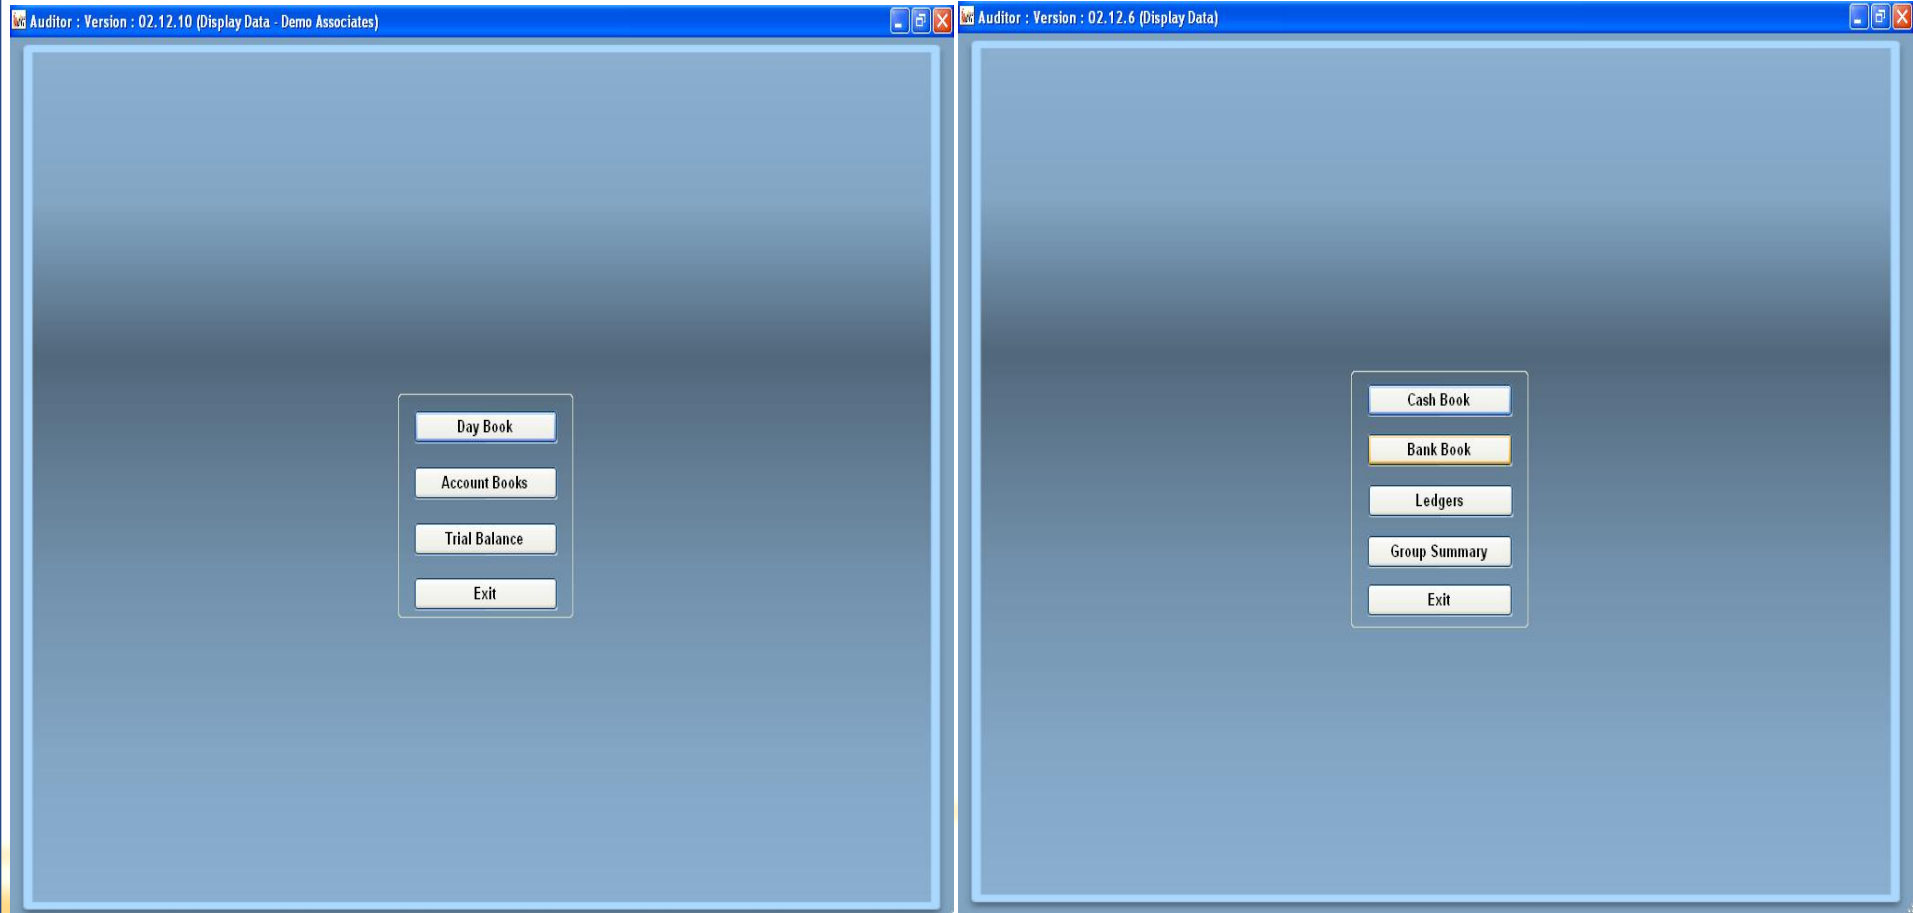 Auditor : Version : 02.12.10 (Display Data - Demo Associates)
Day Book
Account Books
Trial Balance
Exit
Auditor : Version : 02.12.6 (Display Data)
Cash Book
Bank Book
Ledgers
Group Summary
Exit